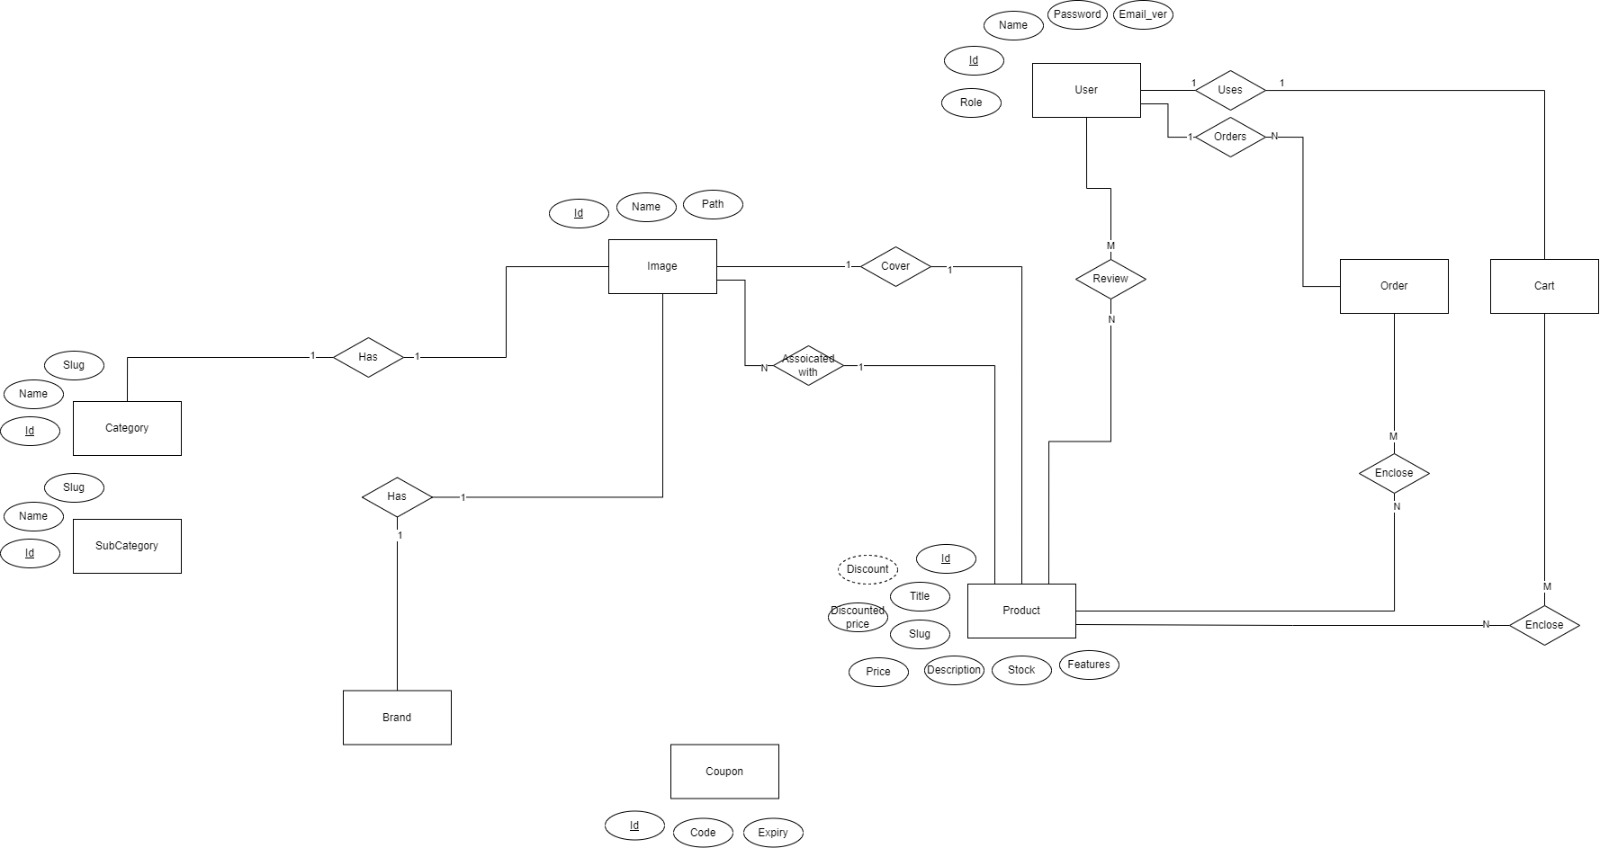 Password
Email_ver
Name
Id
User
1
Uses
1
Role
1
Orders
N
Id
Name
Path
M
Image
1
Cover
1
Review
Order
Cart
N
1
Has
1
Assoicated
with
N
1
Slug
Name
Id
Category
M
Enclose
N
Slug
Name
Id
SubCategory
Has
1
1
Discount
Id
Title
Discounted
price
Slug
Product
M
N
Enclose
Price
Description
Stock
Features
Brand
Coupon
Id
Code
Expiry